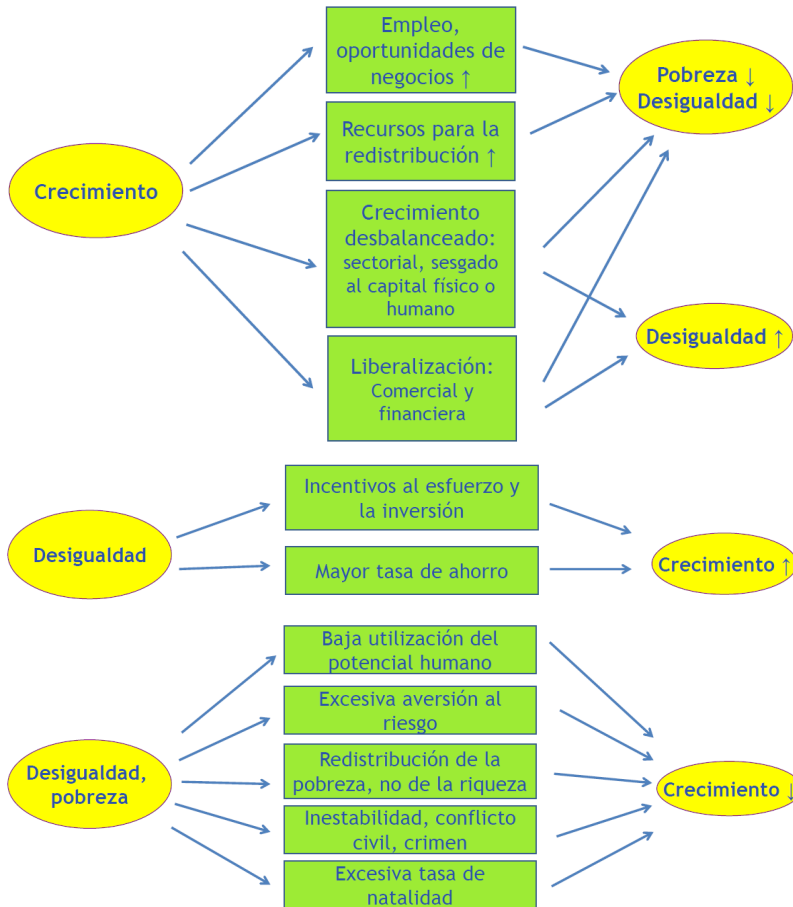 Empleo,
oportunidades de
negocios ↑
Pobreza ↓
Desigualdad ↓
Recursos para la
redistribución ↑
Crecimiento
Crecimiento
desbalanceado:
sectorial, sesgado
al capital físico o
humano
Desigualdad ↑
Liberalización:
Comercial y
financiera
Incentivos al esfuerzo y
la inversión
Desigualdad
Mayor tasa de ahorro
Crecimiento ↑
Baja utilización del
potencial humano
Excesiva aversión al
riesgo
Desigualdad,
pobreza
Redistribución de la
pobreza, no de la riqueza
Crecimiento ↓
Inestabilidad, conflicto
civil, crimen
Excesiva tasa de
natalidad